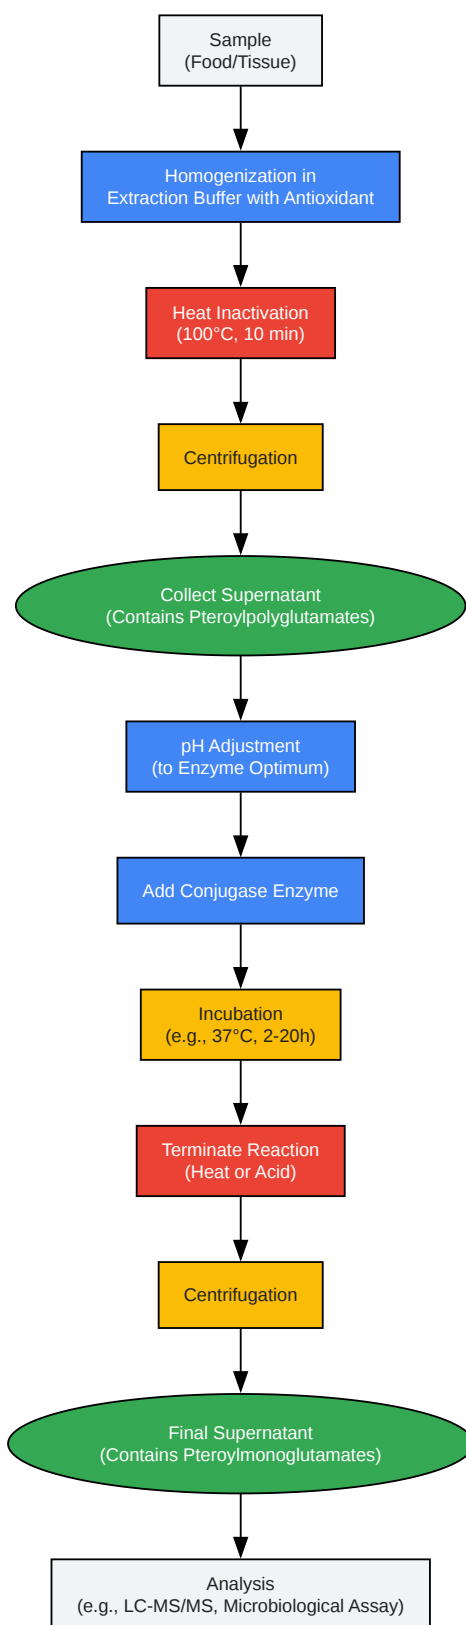 Sample
(Food/Tissue)
Homogenization in
Extraction Buffer with Antioxidant
Heat Inactivation
(100°C, 10 min)
Centrifugation
Collect Supernatant
(Contains Pteroylpolyglutamates)
pH Adjustment
(to Enzyme Optimum)
Add Conjugase Enzyme
Incubation
(e.g., 37°C, 2-20h)
Terminate Reaction
(Heat or Acid)
Centrifugation
Final Supernatant
(Contains Pteroylmonoglutamates)
Analysis
(e.g., LC-MS/MS, Microbiological Assay)